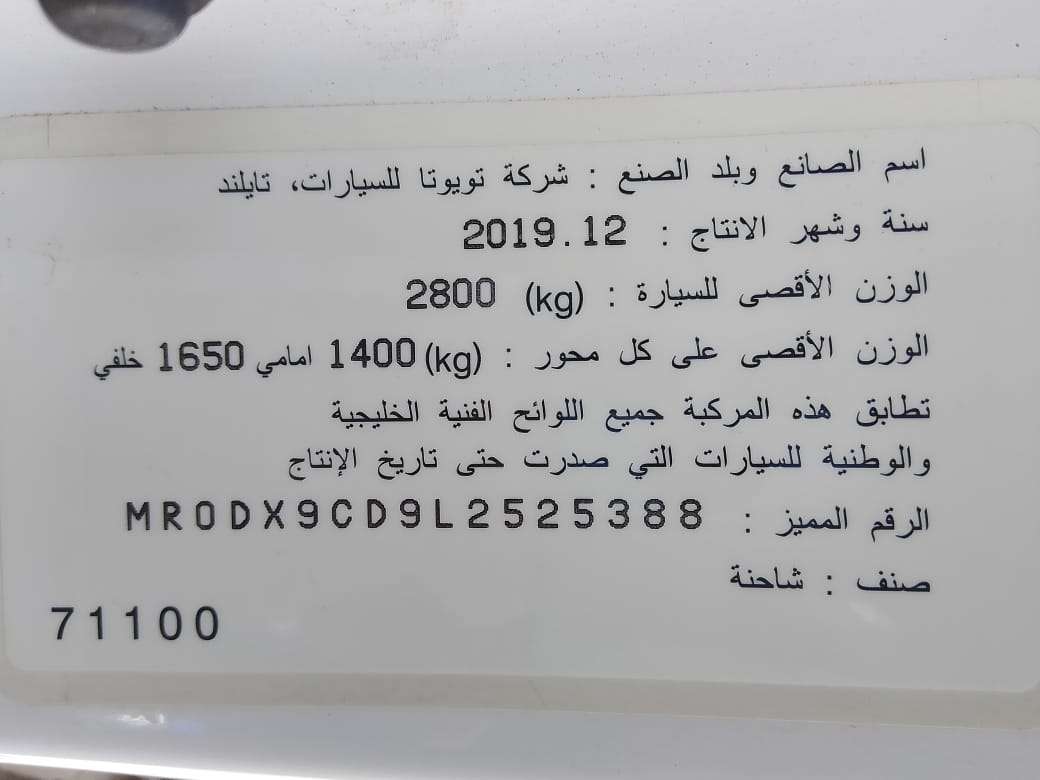 اسم الصانع وبلد الصنع : شركة تويوتا للسيارات، تايلند
سنة وشهر الانتاج : 2019.12
الوزن الأقصى للسيارة : (kg) 2800
الوزن الأقصى على كل محور : (kg) 1400 امامي 1650 خلفي
تطابق هذه المركبة جميع اللوائح الفنية الخليجية
والوطنية للسيارات التي صدرت حتى تاريخ الإنتاج
الرقم المميز : MR0DX9CD9L2525388
صنف : شاحنة
71100